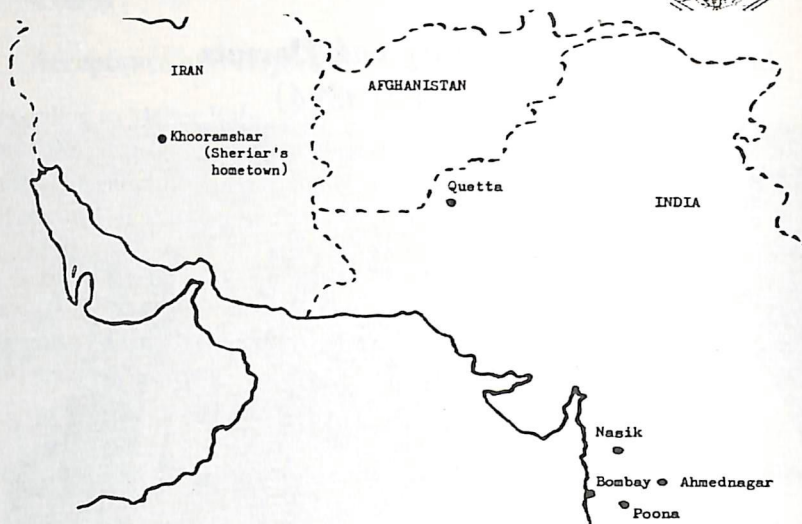 IRAN
AFGHANISTAN
Khooramshar
(Sheriar's
hometown)
Quetta
INDIA
Nasik
Bombay
Ahmednagar
Poona